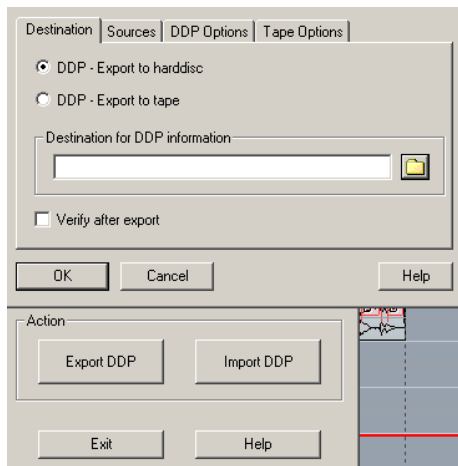 Destination Sources DDP Options Tape Options
DDP - Export to harddisc
DDP - Export to tape
Destination for DDP information
Verify after export
OK Cancel Help
Action
Export DDP Import DDP
Exit Help